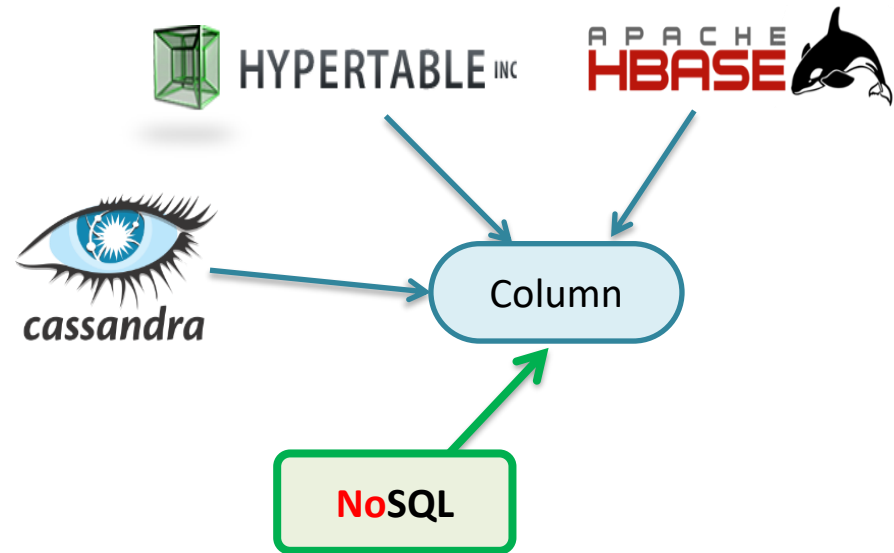 HYPERTABLE INC
APACHE
HBASE
cassandra
Column
NoSQL